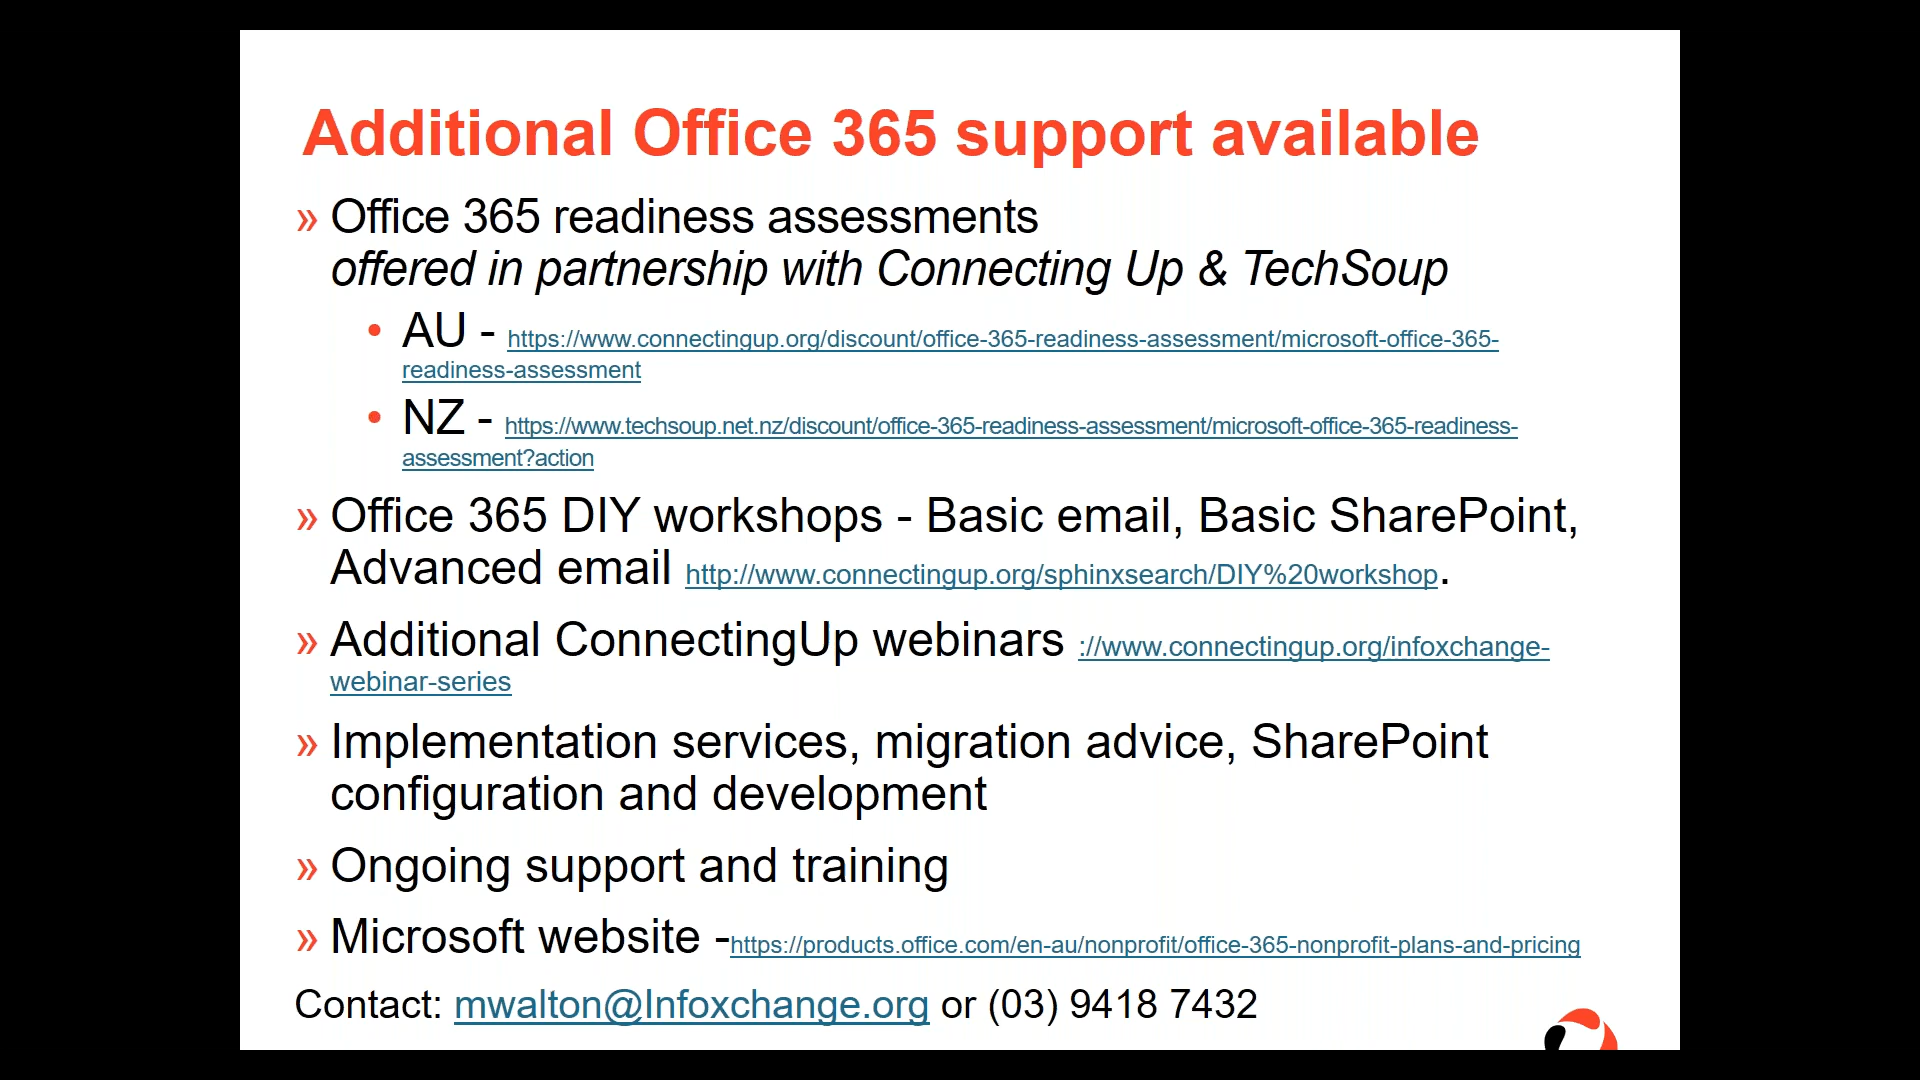 Additional Office 365 support available
» Office 365 readiness assessments
offered in partnership with Connecting Up & TechSoup
• AU - https://www.connectingup.org/discount/office-365-readiness-assessment/microsoft-office-365-
readiness-assessment
• NZ - https://www.techsoup.net.nz/discount/office-365-readiness-assessment/microsoft-office-365-readiness-
assessment?action
» Office 365 DIY workshops - Basic email, Basic SharePoint,
Advanced email http://www.connectingup.org/sphinxsearch/DIY%20workshop.
» Additional ConnectingUp webinars ://www.connectingup.org/infoxchange-
webinar-series
» Implementation services, migration advice, SharePoint
configuration and development
» Ongoing support and training
» Microsoft website -https://products.office.com/en-au/nonprofit/office-365-nonprofit-plans-and-pricing
Contact: mwalton@Infoxchange.org or (03) 9418 7432